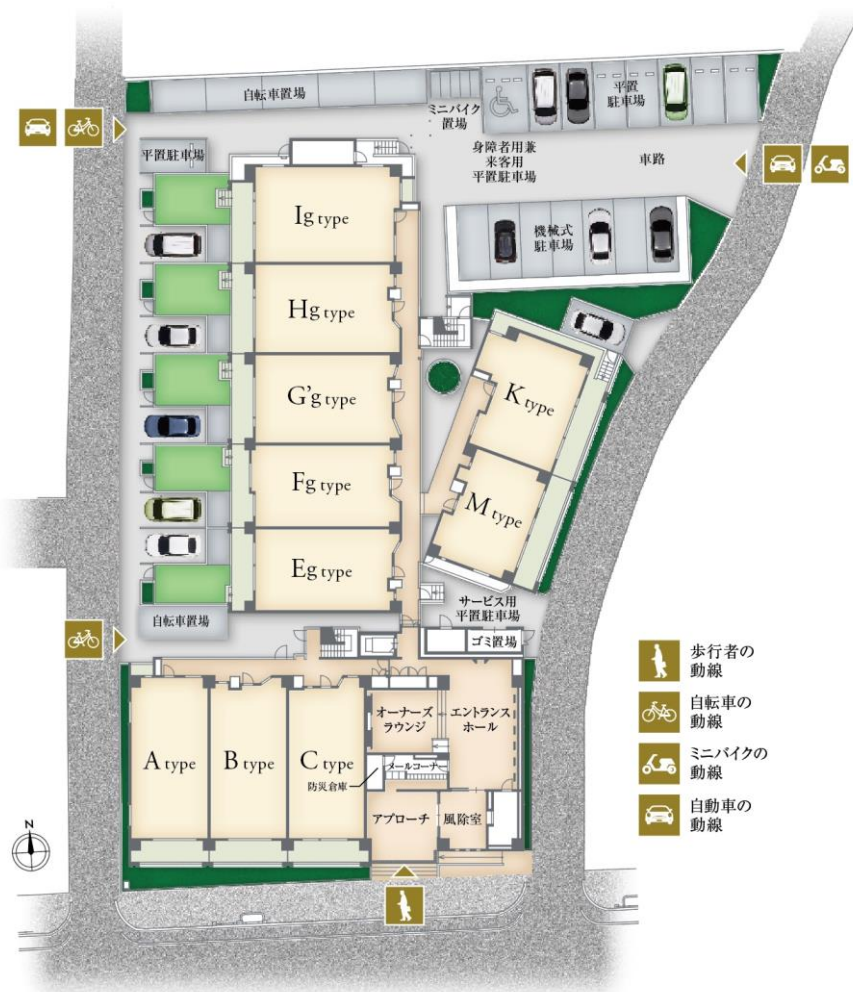 自転車置場
ミニバイク
置場
平置
駐車場
身障者用兼
来客用
平置駐車場
車路
平置駐車場
機械式
駐車場
Ig type
Hg type
G'g type
Fg type
Eg type
K type
M type
自転車置場
サービス用
平置駐車場
ゴミ置場
A type
B type
C type
オーナーズ
ラウンジ
エントランス
ホール
メールコーナー
防災倉庫
アプローチ
風除室
N
歩行者の
動線
自転車の
動線
ミニバイクの
動線
自動車の
動線